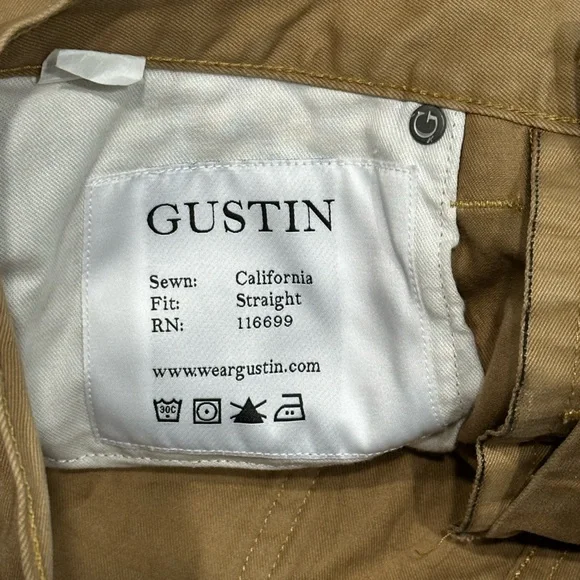 G
GUSTIN
Sewn: California
Fit: Straight
RN: 116699
www.weargustin.com
30C